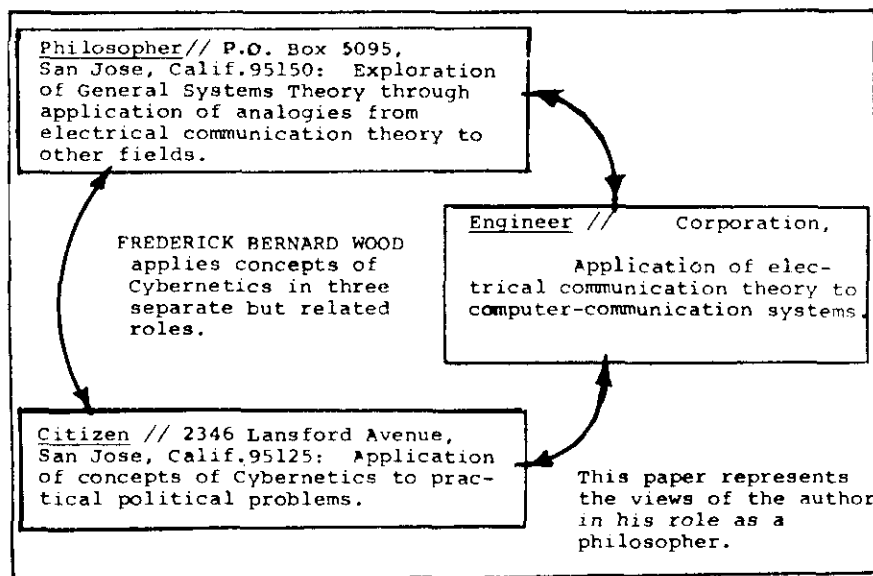 Philosopher// P.O. Box 5095,
San Jose, Calif.95150: Exploration
of General Systems Theory through
application of analogies from
electrical communication theory to
other fields.
FREDERICK BERNARD WOOD
applies concepts of
Cybernetics in three
separate but related
roles.
Engineer // Corporation,
Application of elec-
trical communication theory to
computer-communication systems.
Citizen // 2346 Lansford Avenue,
San Jose, Calif.95125: Application
of concepts of Cybernetics to prac-
tical political problems.
This paper represents
the views of the author
in his role as a
philosopher.